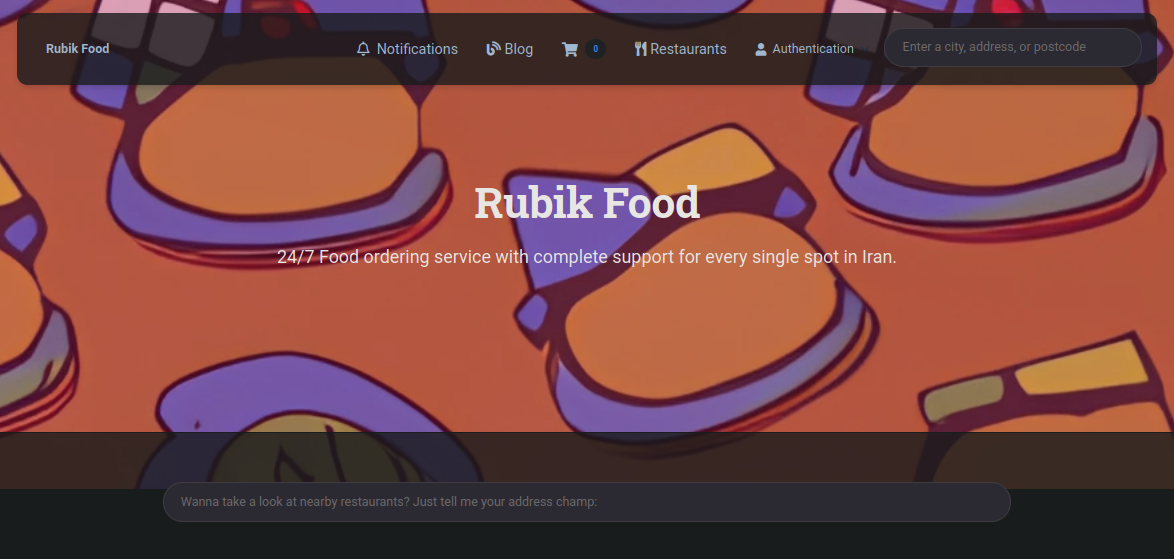 Rubik Food Notifications Blog 0 Restaurants Authentication Enter a city, address, or postcode
Rubik Food
24/7 Food ordering service with complete support for every single spot in Iran.
Wanna take a look at nearby restaurants? Just tell me your address champ: